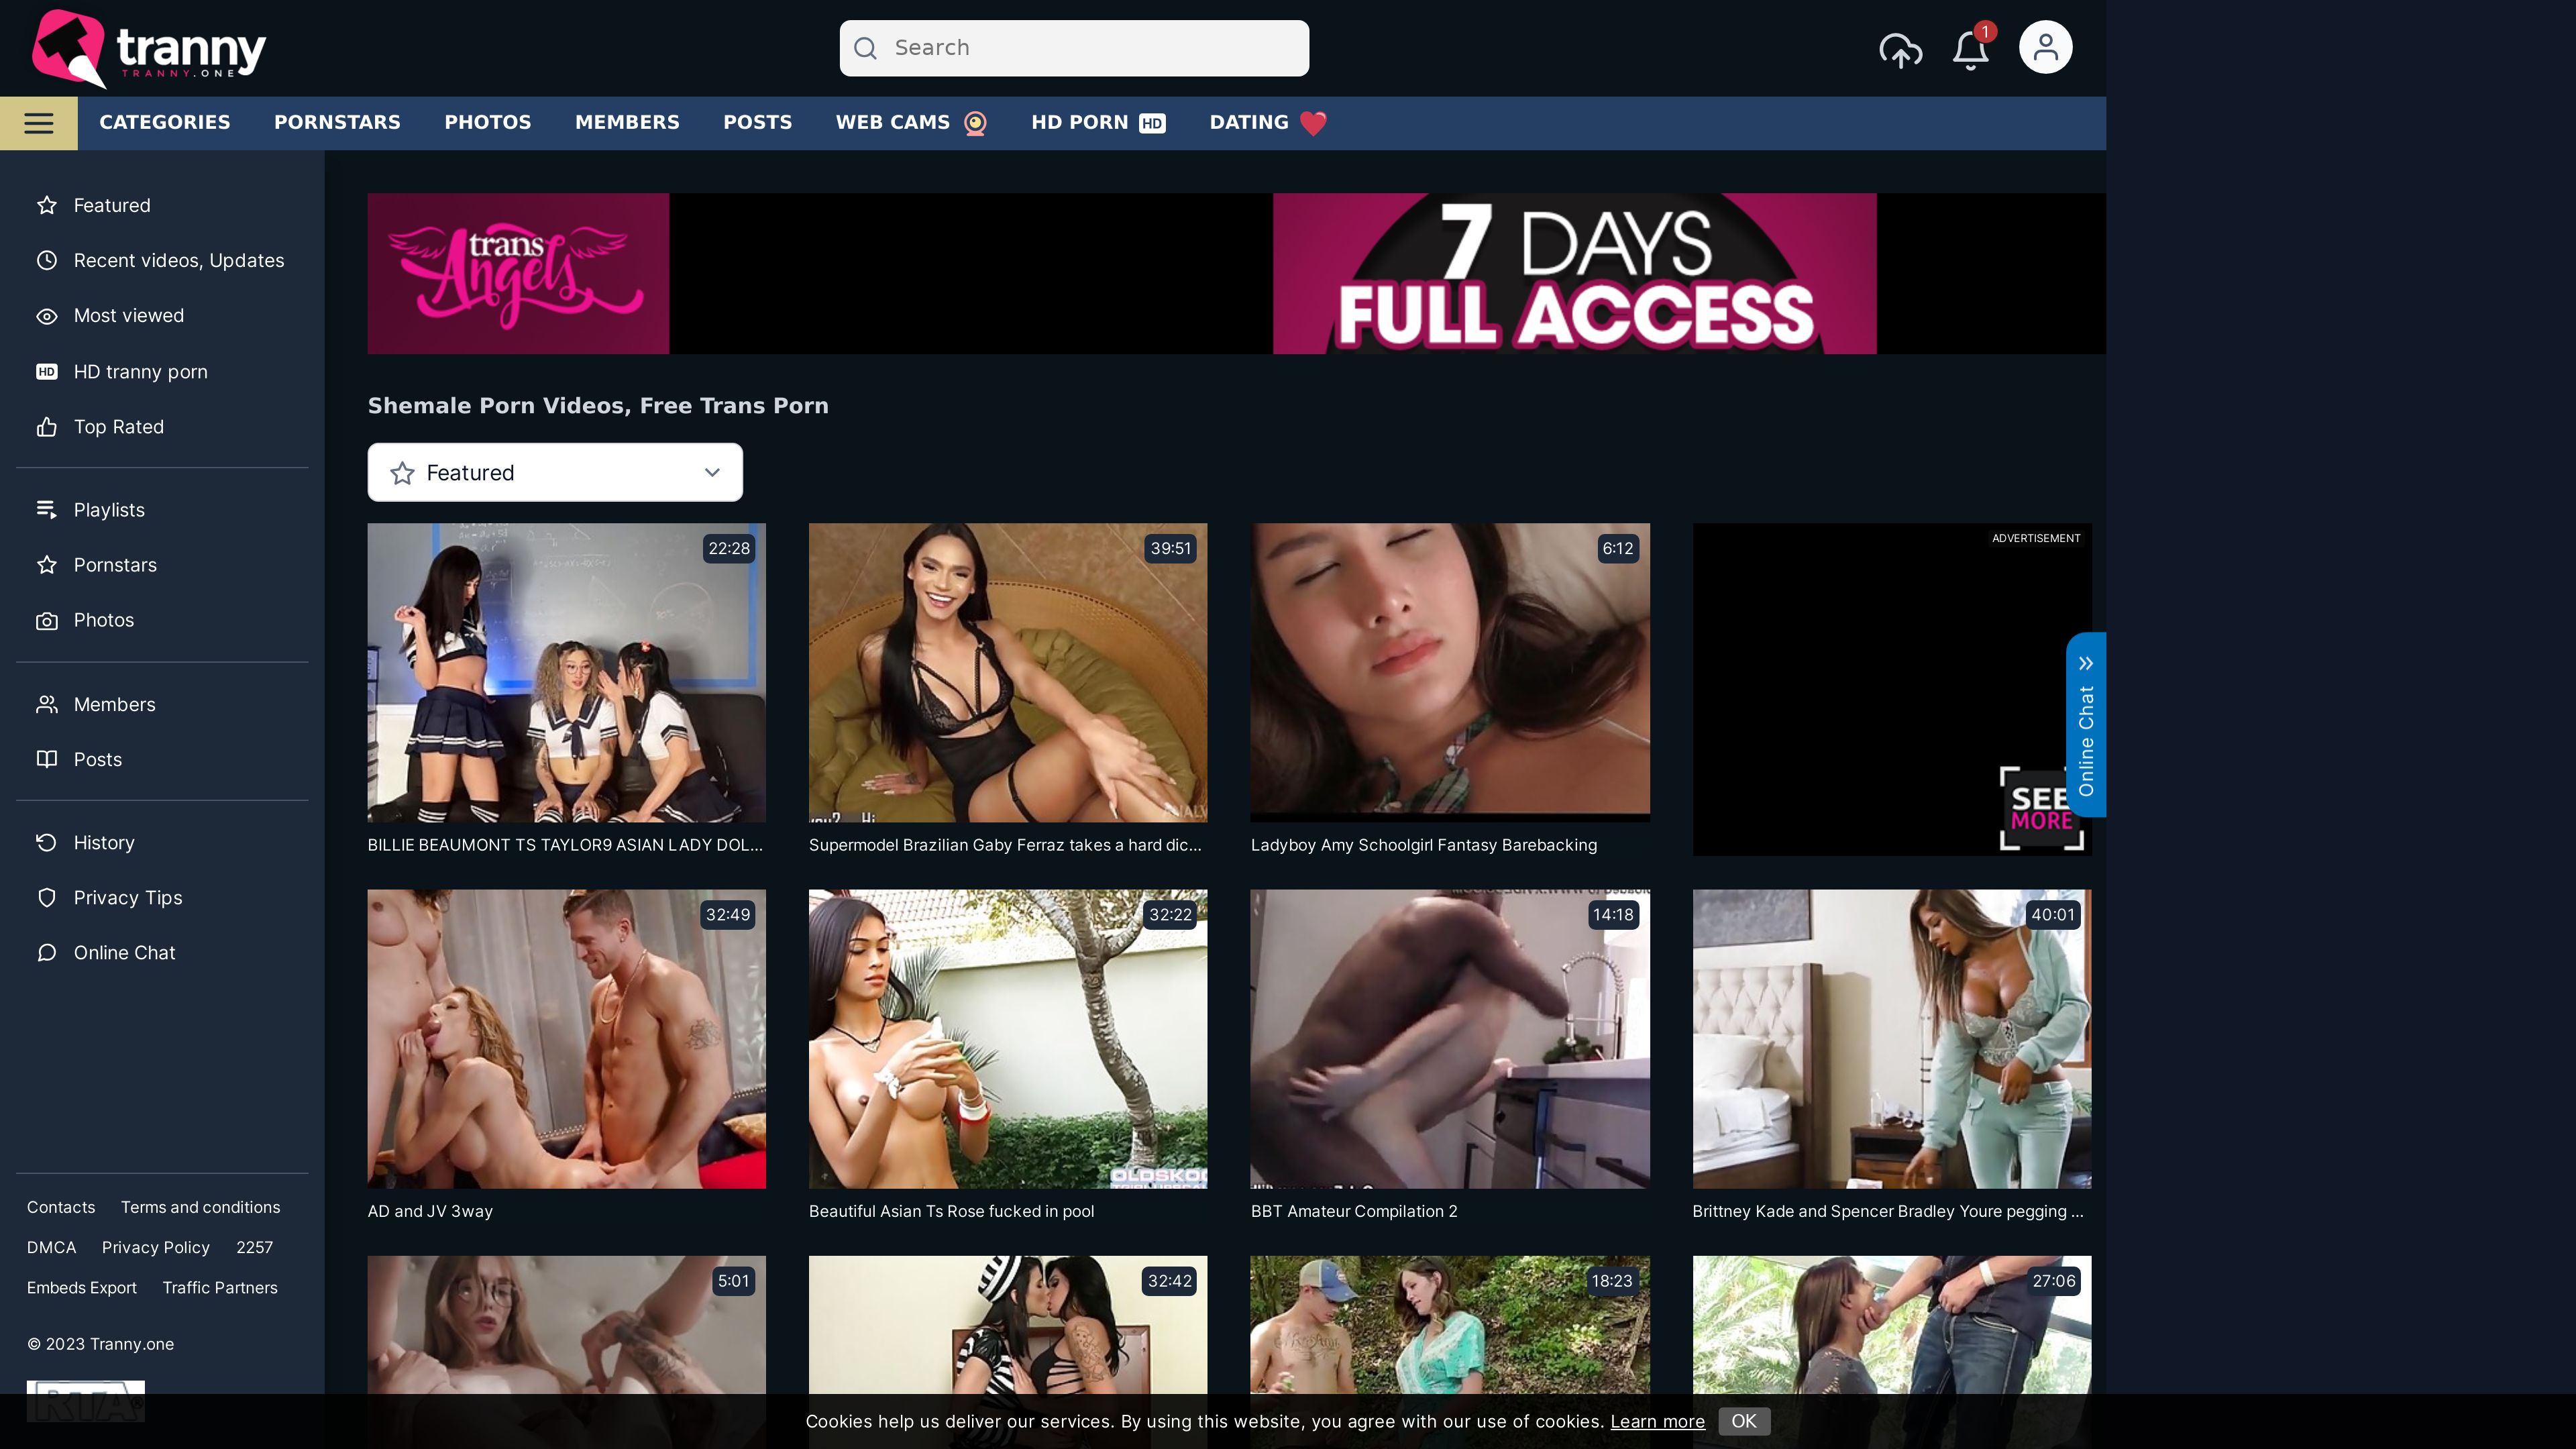 tranny
TRANNY.ONE
Search
1
CATEGORIES PORNSTARS PHOTOS MEMBERS POSTS WEB CAMS HD PORN HD DATING
Featured
Recent videos, Updates
Most viewed
HD HD tranny porn
Top Rated
Playlists
Pornstars
Photos
Members
Posts
History
Privacy Tips
Online Chat
Contacts Terms and conditions
DMCA Privacy Policy 2257
Embeds Export Traffic Partners
© 2023 Tranny.one
RTA
trans
Angels
7 DAYS
FULL ACCESS
Shemale Porn Videos, Free Trans Porn
Featured
22:28
39:51
6:12
ADVERTISEMENT
SEE
MORE
Online Chat
BILLIE BEAUMONT TS TAYLOR9 ASIAN LADY DOL...
Supermodel Brazilian Gaby Ferraz takes a hard dic...
Ladyboy Amy Schoolgirl Fantasy Barebacking
32:49
32:22
14:18
40:01
AD and JV 3way
Beautiful Asian Ts Rose fucked in pool
BBT Amateur Compilation 2
Brittney Kade and Spencer Bradley Youre pegging ...
5:01
32:42
18:23
27:06
Cookies help us deliver our services. By using this website, you agree with our use of cookies. Learn more OK